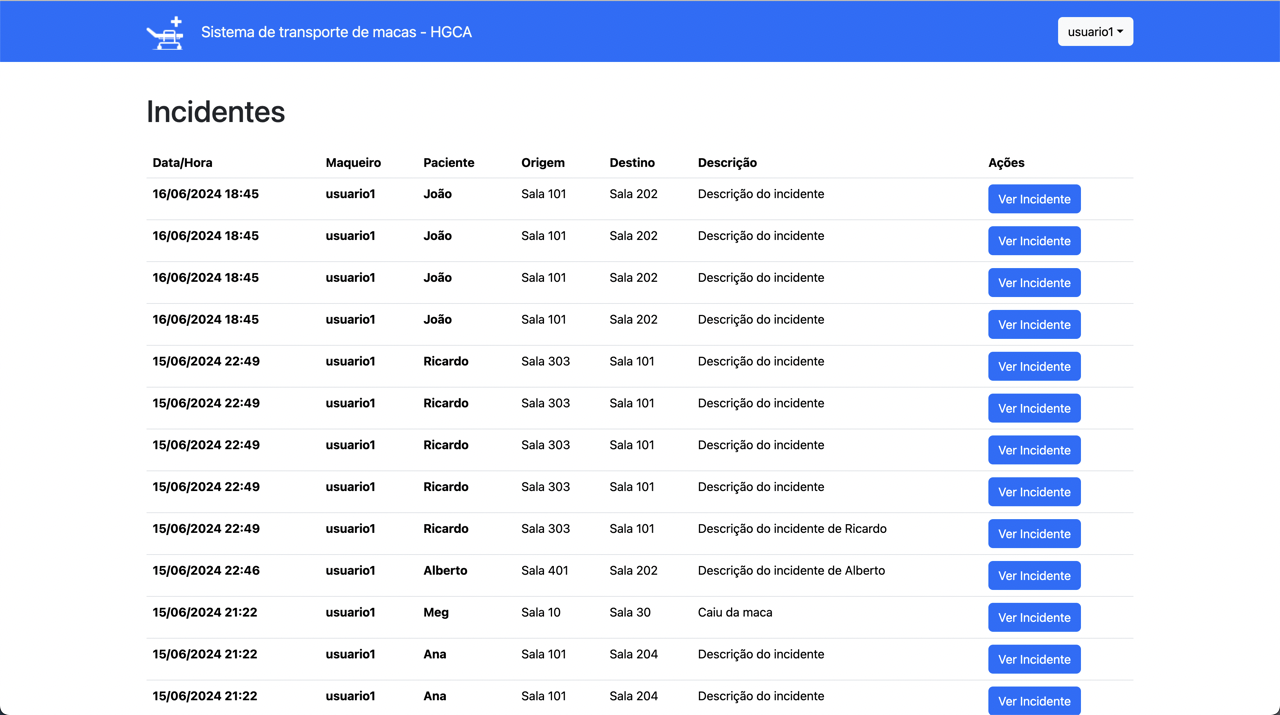 Sistema de transporte de macas - HGCA
usuario1
Incidentes
Data/Hora Maqueiro Paciente Origem Destino Descrição Ações
16/06/2024 18:45 usuario1 João Sala 101 Sala 202 Descrição do incidente Ver Incidente
16/06/2024 18:45 usuario1 João Sala 101 Sala 202 Descrição do incidente Ver Incidente
16/06/2024 18:45 usuario1 João Sala 101 Sala 202 Descrição do incidente Ver Incidente
16/06/2024 18:45 usuario1 João Sala 101 Sala 202 Descrição do incidente Ver Incidente
15/06/2024 22:49 usuario1 Ricardo Sala 303 Sala 101 Descrição do incidente Ver Incidente
15/06/2024 22:49 usuario1 Ricardo Sala 303 Sala 101 Descrição do incidente Ver Incidente
15/06/2024 22:49 usuario1 Ricardo Sala 303 Sala 101 Descrição do incidente Ver Incidente
15/06/2024 22:49 usuario1 Ricardo Sala 303 Sala 101 Descrição do incidente Ver Incidente
15/06/2024 22:49 usuario1 Ricardo Sala 303 Sala 101 Descrição do incidente de Ricardo Ver Incidente
15/06/2024 22:46 usuario1 Alberto Sala 401 Sala 202 Descrição do incidente de Alberto Ver Incidente
15/06/2024 21:22 usuario1 Meg Sala 10 Sala 30 Caiu da maca Ver Incidente
15/06/2024 21:22 usuario1 Ana Sala 101 Sala 204 Descrição do incidente Ver Incidente
15/06/2024 21:22 usuario1 Ana Sala 101 Sala 204 Descrição do incidente Ver Incidente